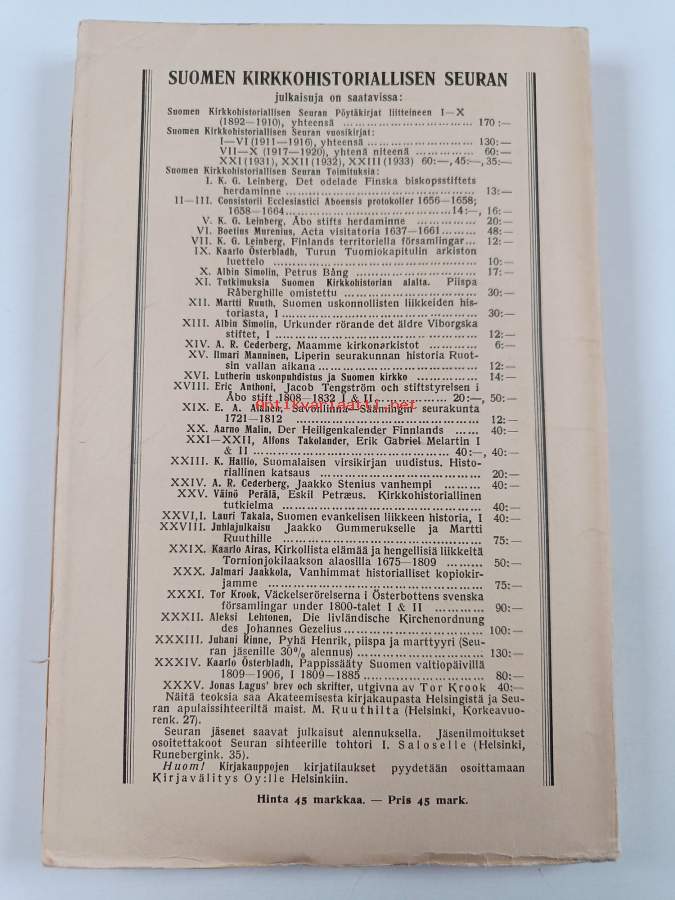 SUOMEN KIRKKOHISTORIALLISEN SEURAN
julkaisuja on saatavissa:
Suomen Kirkkohistoriallisen Seuran Pöytäkirjat liitteineen I—X
(1892—1910), yhteensä ........ 170:—
Suomen Kirkkohistoriallisen Seuran vuosikirjat:
I—VI (1911—1916), yhteensä ........ 130:—
VII—X (1917—1920), yhtenä niteenä ........ 60:—
XXI (1931), XXII (1932), XXIII (1933) 60:—, 45:—, 35:—
Suomen Kirkkohistoriallisen Seuran Toimituksia:
I. K. G. Leinberg, Det odelade Finska biskopsstiftets
herdaminne ........ 13:—
II—III. Consistorii Ecclesiastici Aboensis protokoller 1656—1658;
1658—1664 ........ 14:—, 16:—
V. K. G. Leinberg, Åbo stifts herdaminne ........ 20:—
VI. Boetius Murenius, Acta visitatoria 1637—1661 ........ 48:—
VII. K. G. Leinberg, Finlands territoriella församlingar... 12:—
IX. Kaarlo Österbladh, Turun Tuomiokapitulin arkiston
luettelo ........ 10:—
X. Albin Simolin, Petrus Bång ........ 17:—
XI. Tutkimuksia Suomen Kirkkohistorian alalta. Piispa
Råberghille omistettu ........ 30:—
XII. Martti Ruuth, Suomen uskonnollisten liikkeiden his-
toriasta, I ........ 30:—
XIII. Albin Simolin, Urkunder rörande det äldre Viborgska
stiftet, I ........ 12:—
XIV. A. R. Cederberg, Maamme kirkonarkistot ........ 6:—
XV. Ilmari Manninen, Liperin seurakunnan historia Ruot-
sin vallan aikana ........ 12:—
XVI. Lutherin uskonpuhdistus ja Suomen kirkko ........ 14:—
XVIII. Eric Anthoni, Jacob Tengström och stiftstyrelsen i
Åbo stift 1808—1832 I & II ........ 20:—, 50:—
antikvariaatti.net
XIX. E. A. Alanen, Savonlinna—Säämingin seurakunta
1721—1812 ........ 12:—
XX. Aarno Malin, Der Heiligenkalender Finnlands ..... 40:—
XXI—XXII, Alfons Takolander, Erik Gabriel Melartin I
& II ........ 40:—, 40:—
XXIII. K. Hallio, Suomalaisen virsikirjan uudistus. Histo-
riallinen katsaus ........ 20:—
XXIV. A. R. Cederberg, Jaakko Stenius vanhempi ........ 40:—
XXV. Väinö Perälä, Eskil Petræus. Kirkkohistoriallinen
tutkielma ........ 40:—
XXVI,I. Lauri Takala, Suomen evankelisen liikkeen historia, I 40:—
XXVIII. Juhlajulkaisu Jaakko Gummerukselle ja Martti
Ruuthille ........ 75:—
XXIX. Kaarlo Airas, Kirkollista elämää ja hengellisiä liikkeitä
Tornionjokilaakson alaosilla 1675—1809 ........ 50:—
XXX. Jalmari Jaakkola, Vanhimmat historialliset kopiokir-
jamme ........ 75:—
XXXI. Tor Krook, Väckelserörelserna i Österbottens svenska
församlingar under 1800-talet I & II ........ 90:—
XXXII. Aleksi Lehtonen, Die livländische Kirchenordnung
des Johannes Gezelius ........ 100:—
XXXIII. Juhani Rinne, Pyhä Henrik, piispa ja marttyyri (Seu-
ran jäsenille 30% alennus) ........ 130:—
XXXIV. Kaarlo Österbladh, Pappissääty Suomen valtiopäivillä
1809—1906, I 1809—1885 ........ 80:—
XXXV. Jonas Lagus' brev och skrifter, utgivna av Tor Krook 40:—
Näitä teoksia saa Akateemisesta kirjakaupasta Helsingistä ja Seu-
ran apulaissihteeriltä maist. M. Ruuthilta (Helsinki, Korkeavuo-
renk. 27).
Seuran jäsenet saavat julkaisut alennuksella. Jäsenilmoitukset
osoitettakoot Seuran sihteerille tohtori I. Saloselle (Helsinki,
Runebergink. 35).
Huom! Kirjakauppojen kirjatilaukset pyydetään osoittamaan
Kirjavälitys Oy:lle Helsinkiin.
Hinta 45 markkaa. — Pris 45 mark.